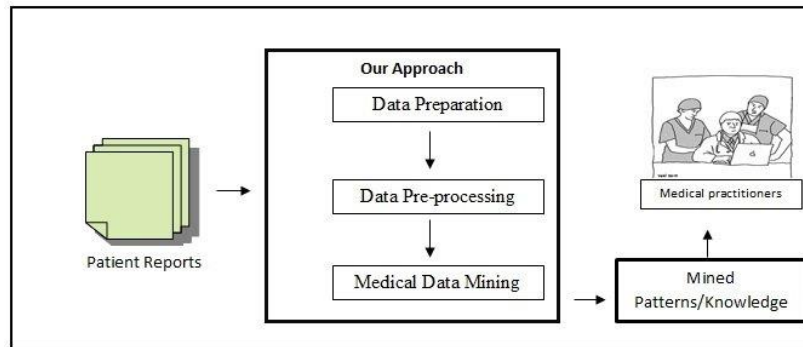 Our Approach
Data Preparation
Data Pre-processing
Medical Data Mining
Patient Reports
Medical practitioners
Mined
Patterns/Knowledge